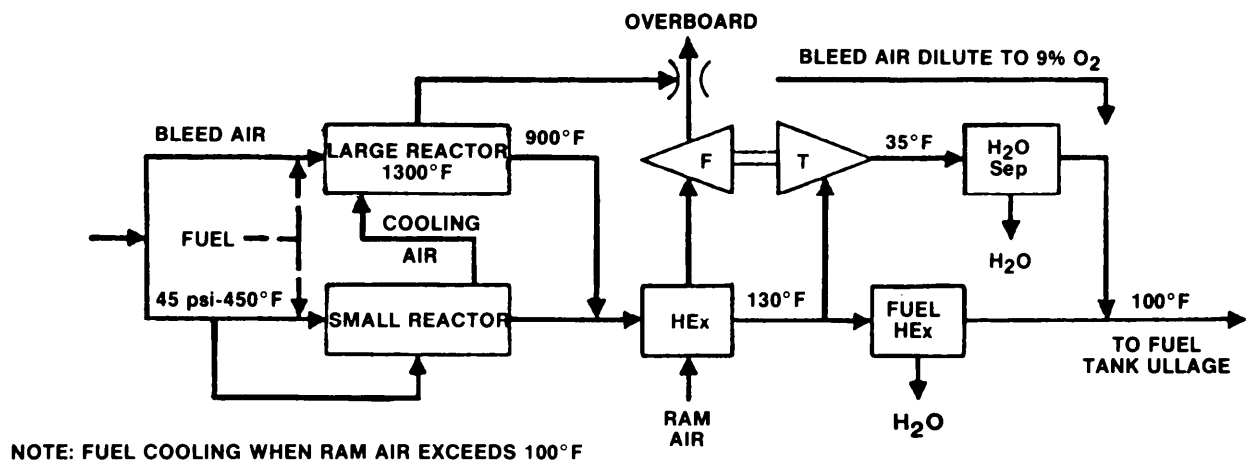 OVERBOARD
BLEED AIR DILUTE TO 9% O₂
BLEED AIR
LARGE REACTOR
1300°F
900°F
F
T
35°F
H₂O
Sep
FUEL
COOLING
AIR
H₂O
45 psi-450°F
SMALL REACTOR
HEx
130°F
FUEL
HEx
100°F
TO FUEL
TANK ULLAGE
RAM
AIR
H₂O
NOTE: FUEL COOLING WHEN RAM AIR EXCEEDS 100°F